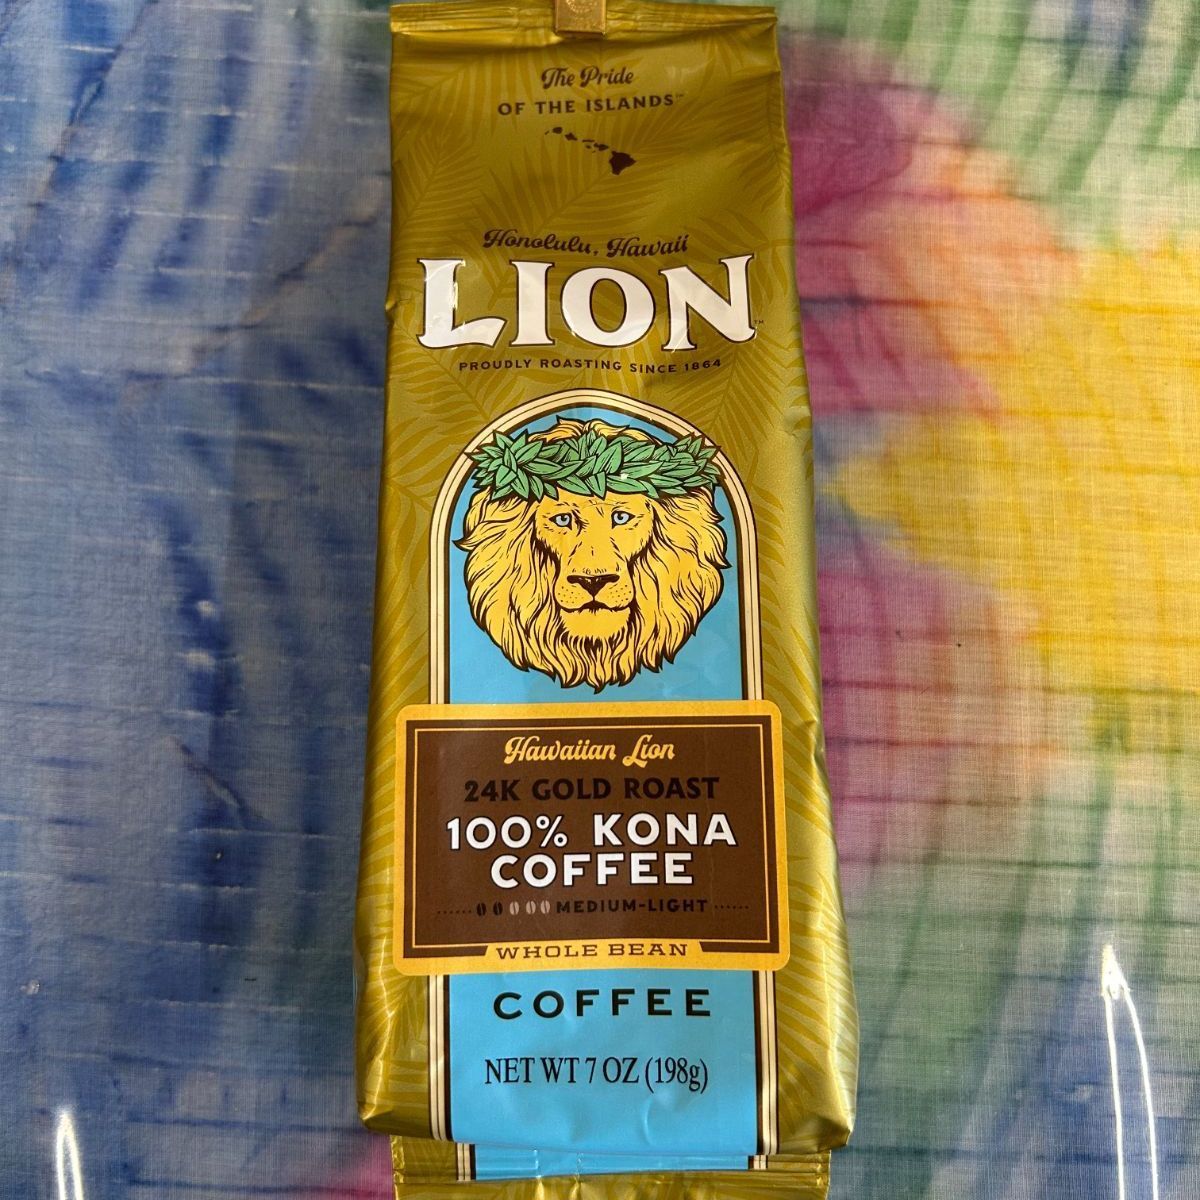 The Pride
OF THE ISLANDS™
Honolulu, Hawaii
LION™
PROUDLY ROASTING SINCE 1864
Hawaiian Lion
24K GOLD ROAST
100% KONA
COFFEE
MEDIUM-LIGHT
WHOLE BEAN
COFFEE
NET WT 7 OZ (198g)